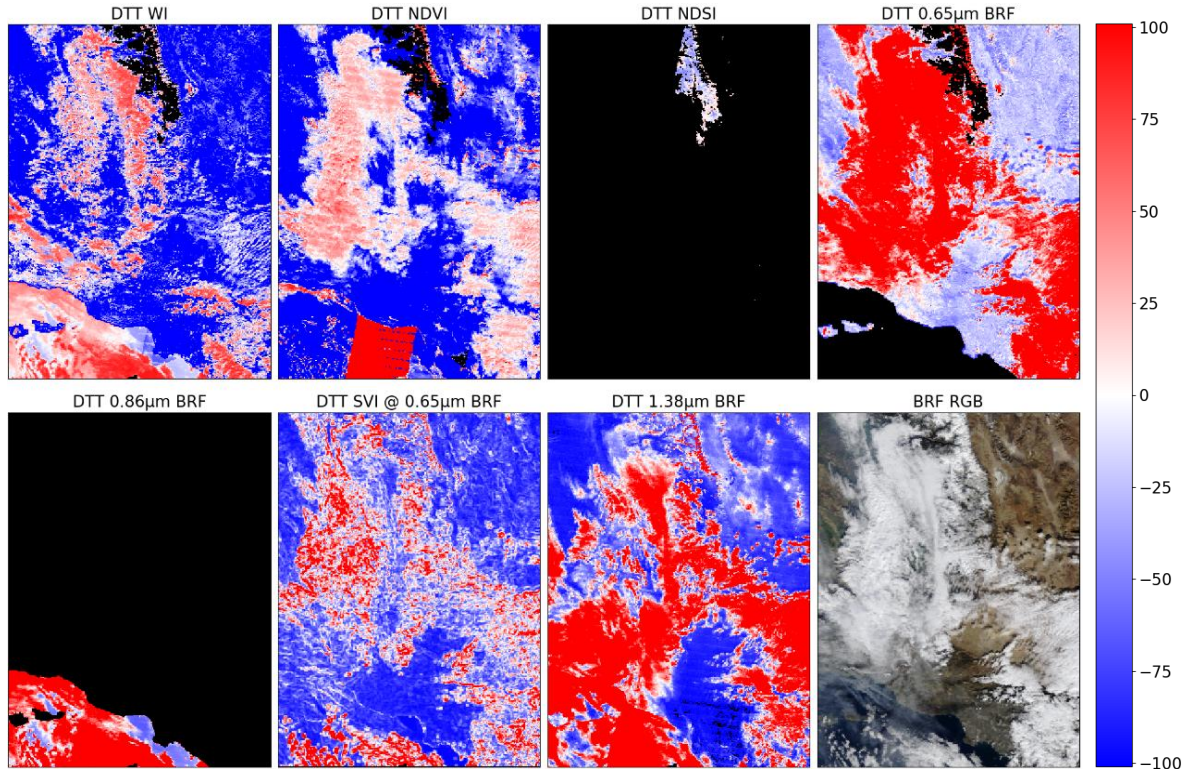 DTT WI
DTT NDVI
DTT NDSI
DTT 0.65μm BRF
DTT 0.86μm BRF
DTT SVI @ 0.65μm BRF
DTT 1.38μm BRF
BRF RGB
100
75
50
25
0
−25
−50
−75
−100